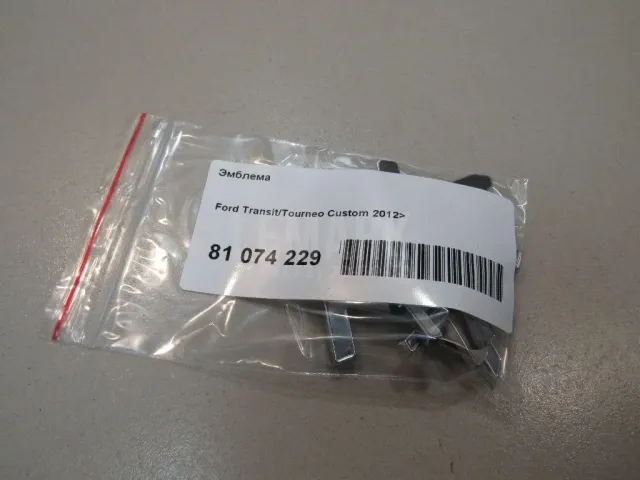 Эмблема
Ford Transit/Tourneo Custom 2012>
81 074 229